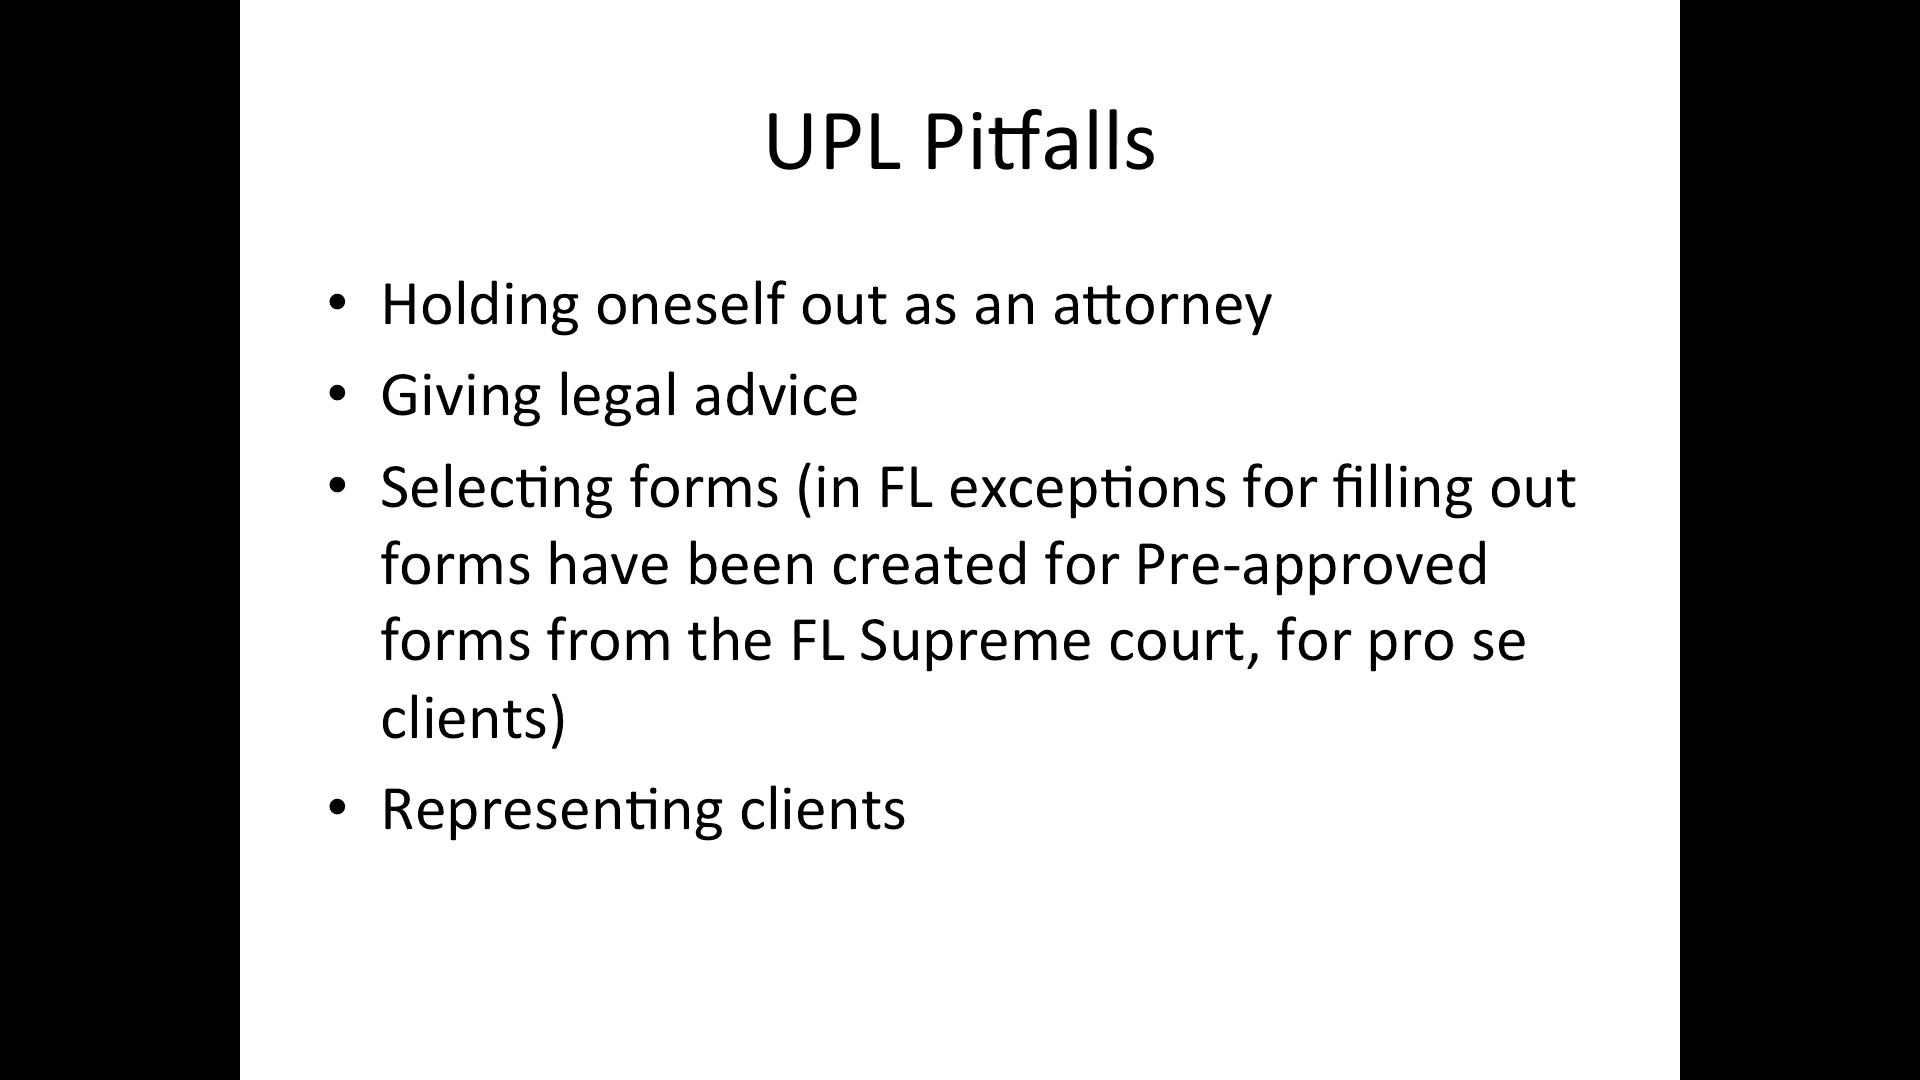 UPL Pitfalls
• Holding oneself out as an attorney
• Giving legal advice
• Selecting forms (in FL exceptions for filling out
forms have been created for Pre-approved
forms from the FL Supreme court, for pro se
clients)
• Representing clients